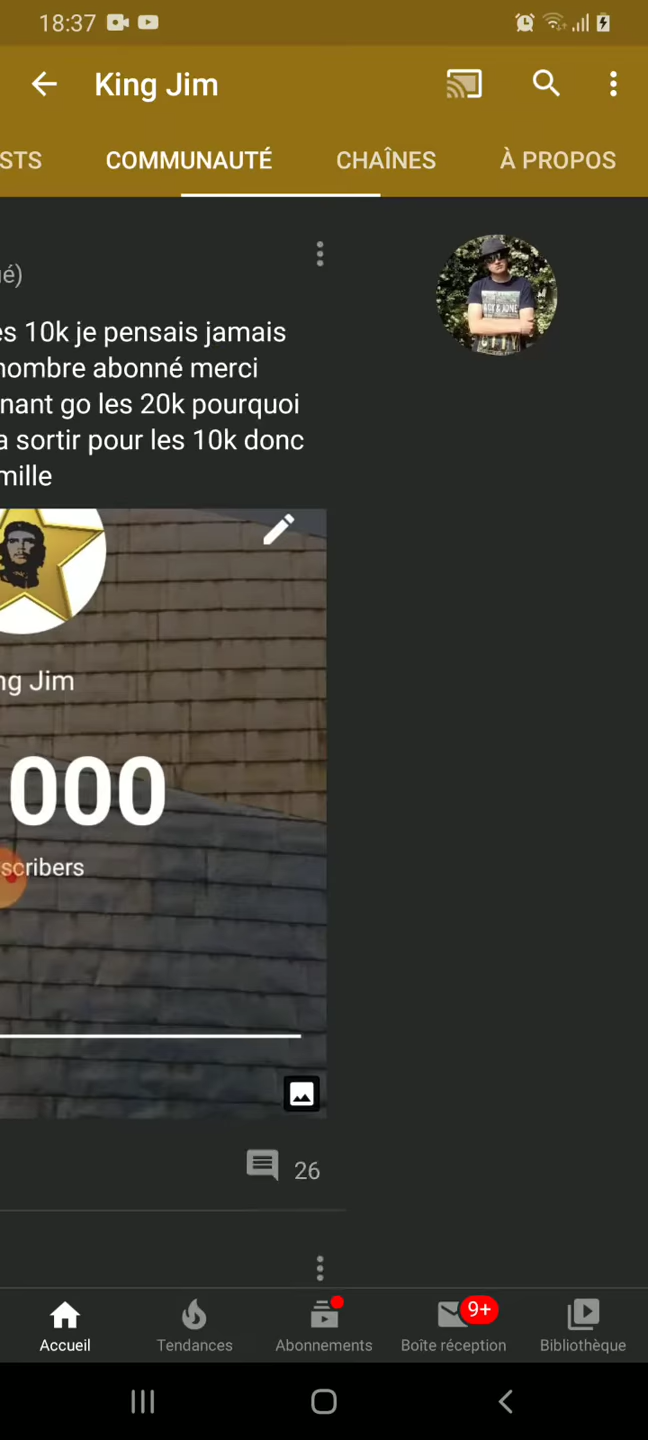 18:37
King Jim
STS
COMMUNAUTÉ
CHAÎNES
À PROPOS
é)
es 10k je pensais jamais
nombre abonné merci
nant go les 20k pourquoi
a sortir pour les 10k donc
mille
ng Jim
000
scribers
26
Accueil
Tendances
Abonnements
9+
Boîte réception
Bibliothèque